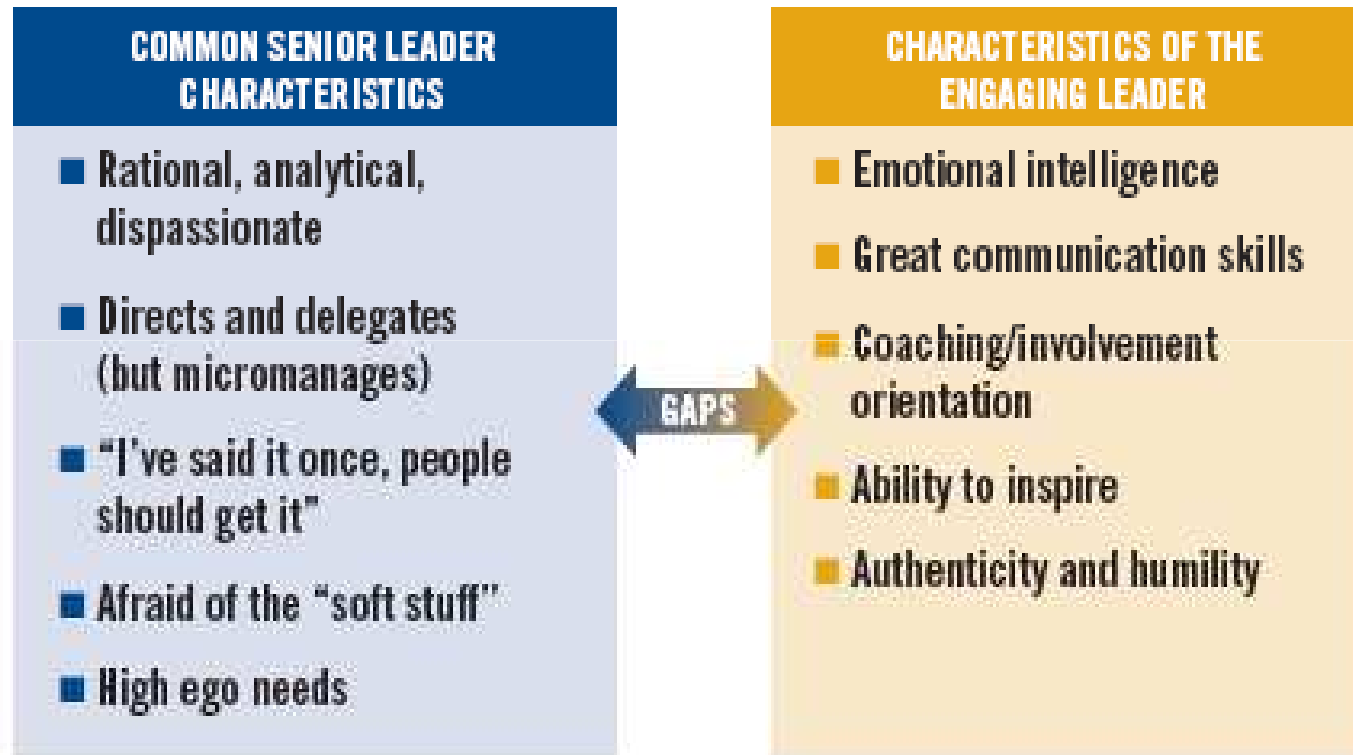 COMMON SENIOR LEADER
CHARACTERISTICS
Rational, analytical,
dispassionate
Directs and delegates
(but micromanages)
“I’ve said it once, people
should get it”
Afraid of the “soft stuff”
High ego needs
GAPS
CHARACTERISTICS OF THE
ENGAGING LEADER
Emotional intelligence
Great communication skills
Coaching/involvement
orientation
Ability to inspire
Authenticity and humility